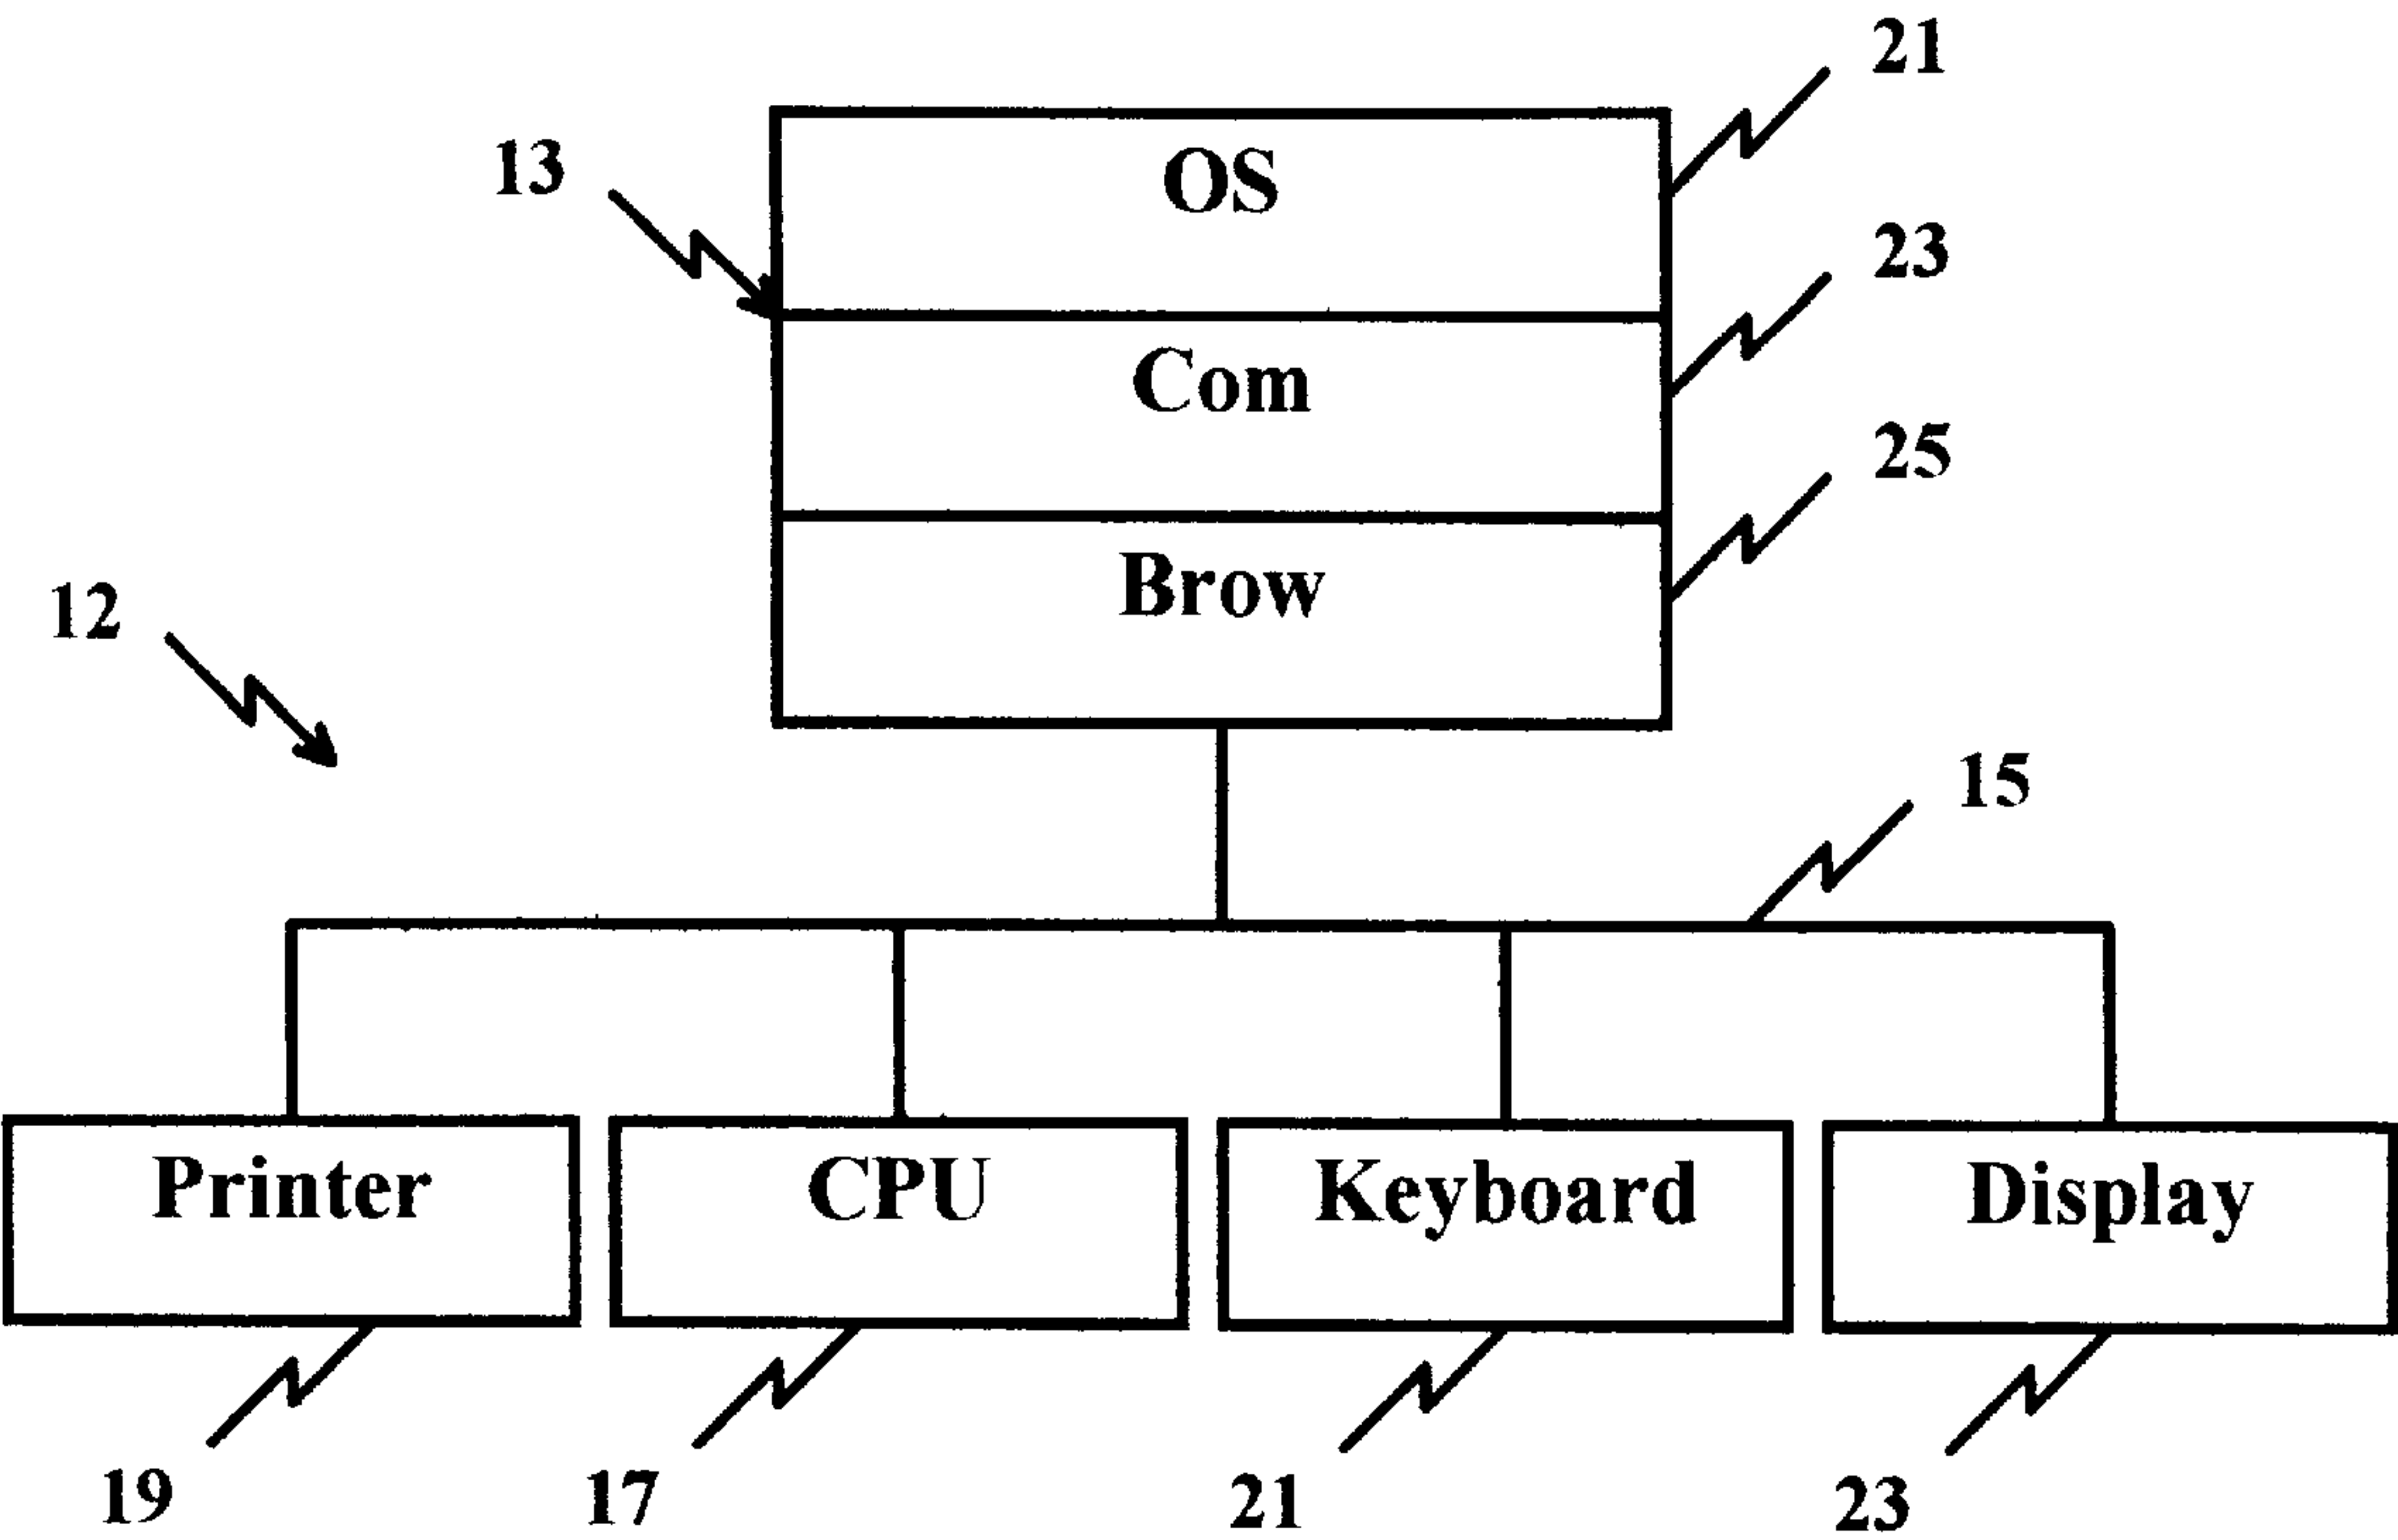 21
13
OS
23
Com
25
Brow
12
15
Printer
CPU
Keyboard
Display
19
17
21
23